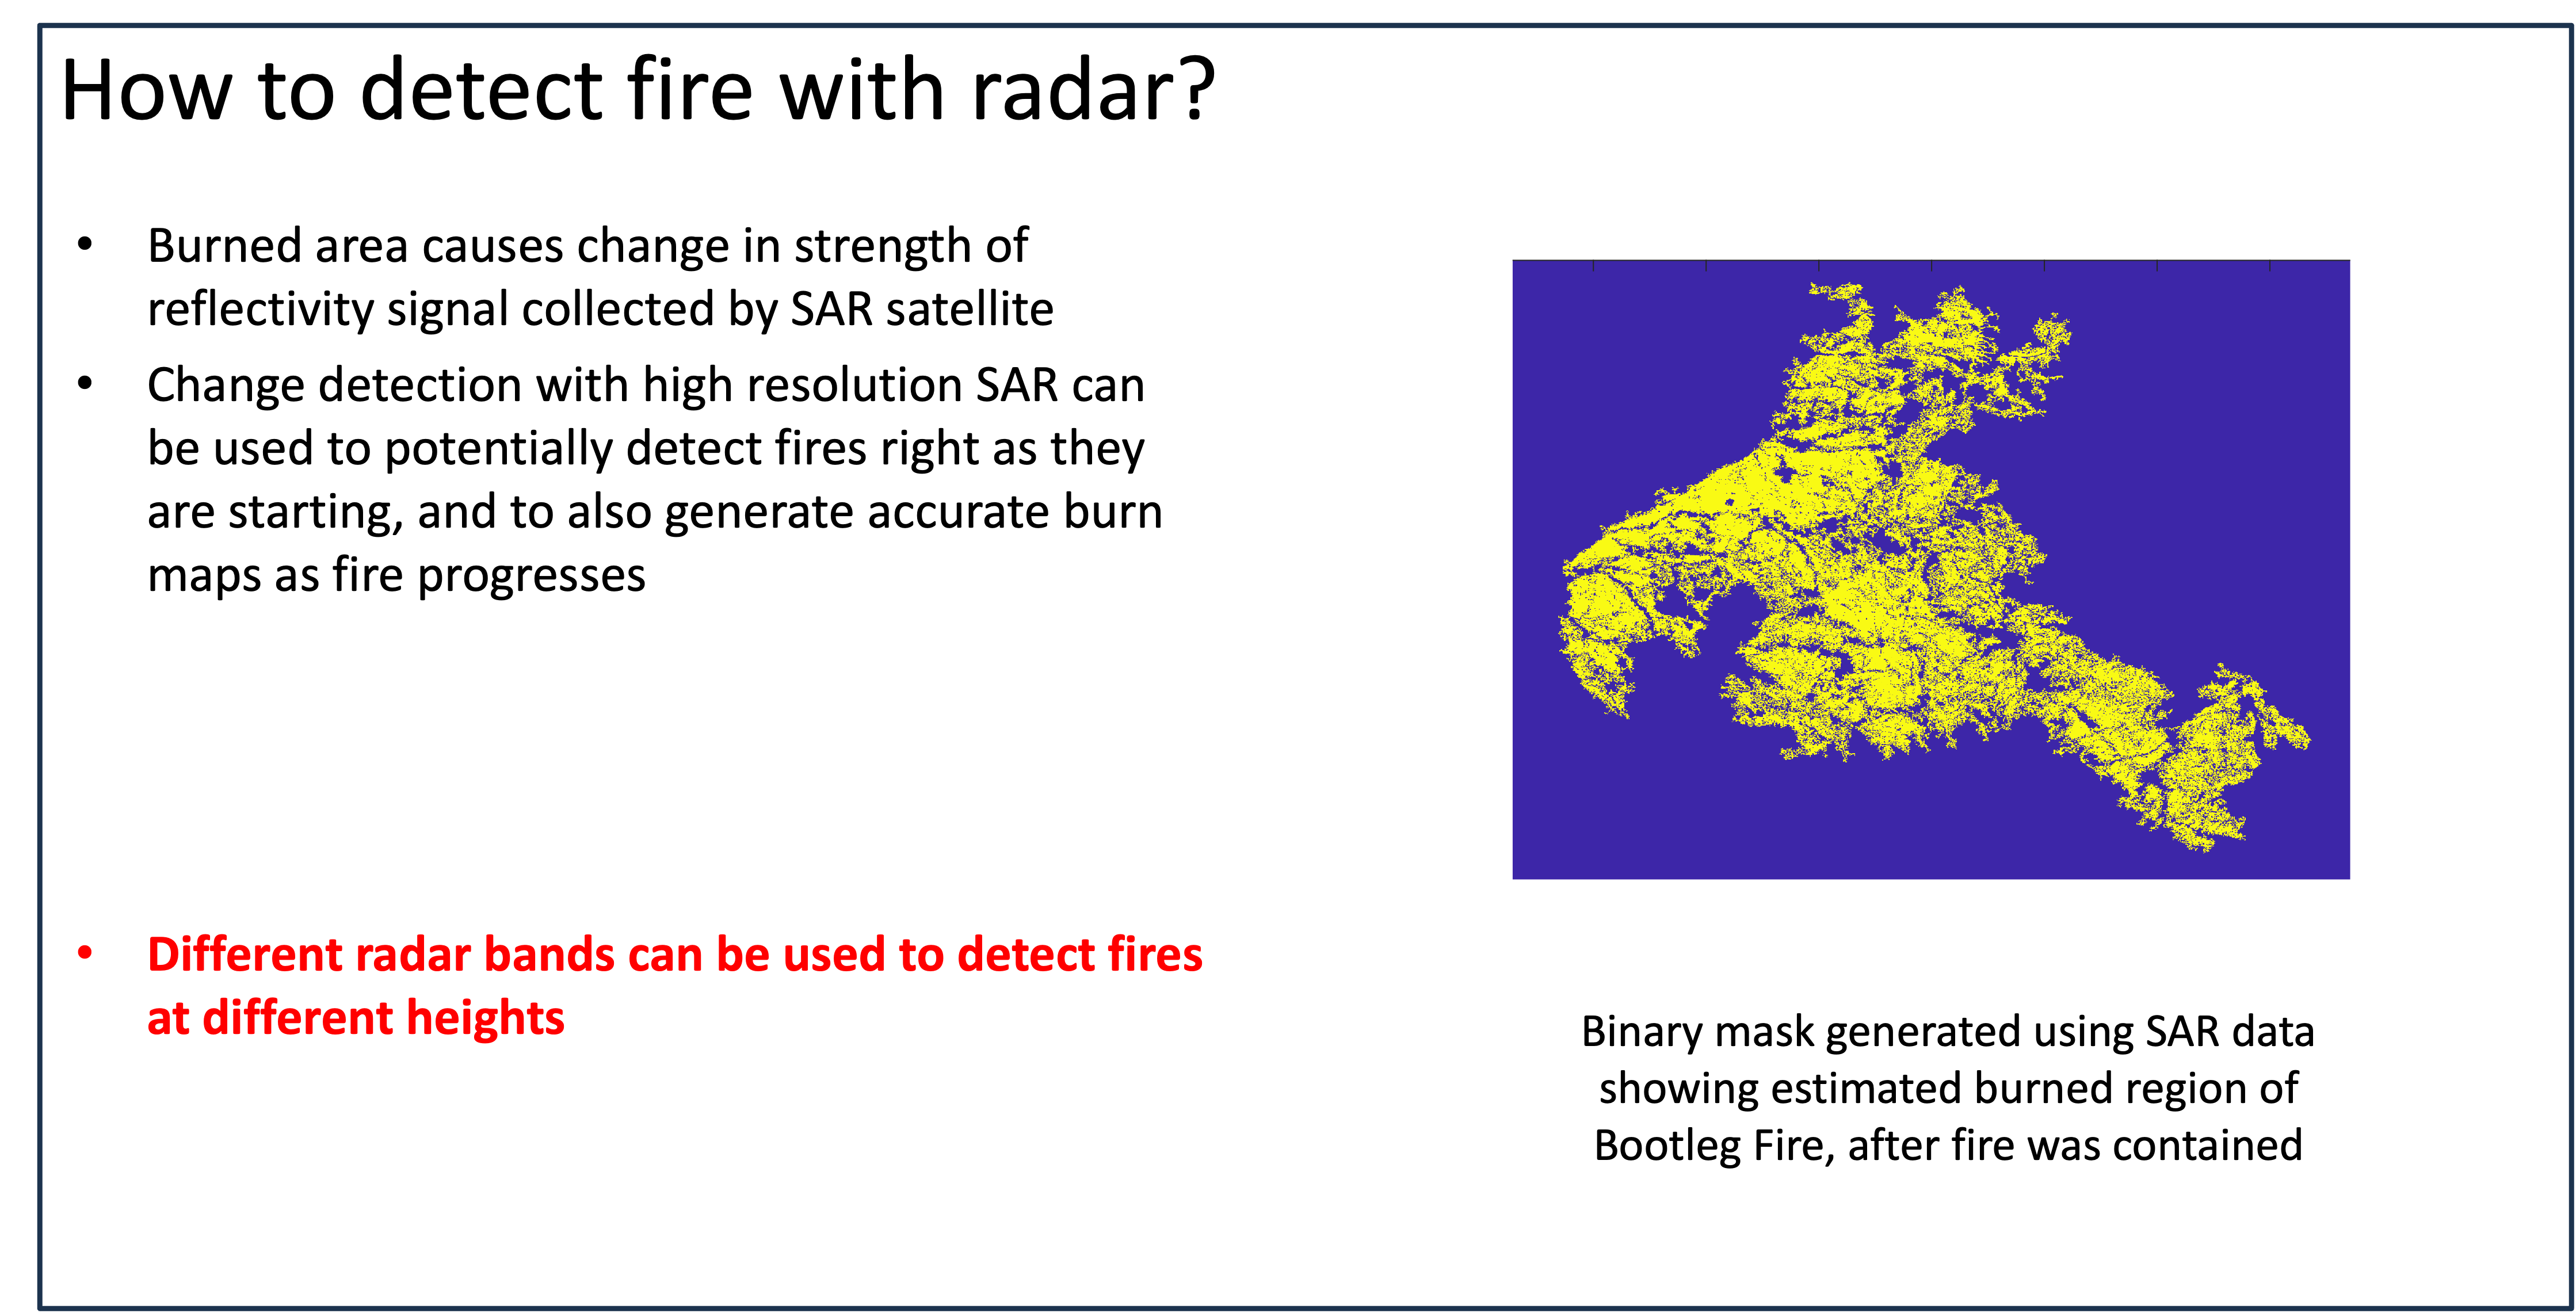 How to detect fire with radar?
• Burned area causes change in strength of
reflectivity signal collected by SAR satellite
• Change detection with high resolution SAR can
be used to potentially detect fires right as they
are starting, and to also generate accurate burn
maps as fire progresses
• Different radar bands can be used to detect fires
at different heights
Binary mask generated using SAR data
showing estimated burned region of
Bootleg Fire, after fire was contained